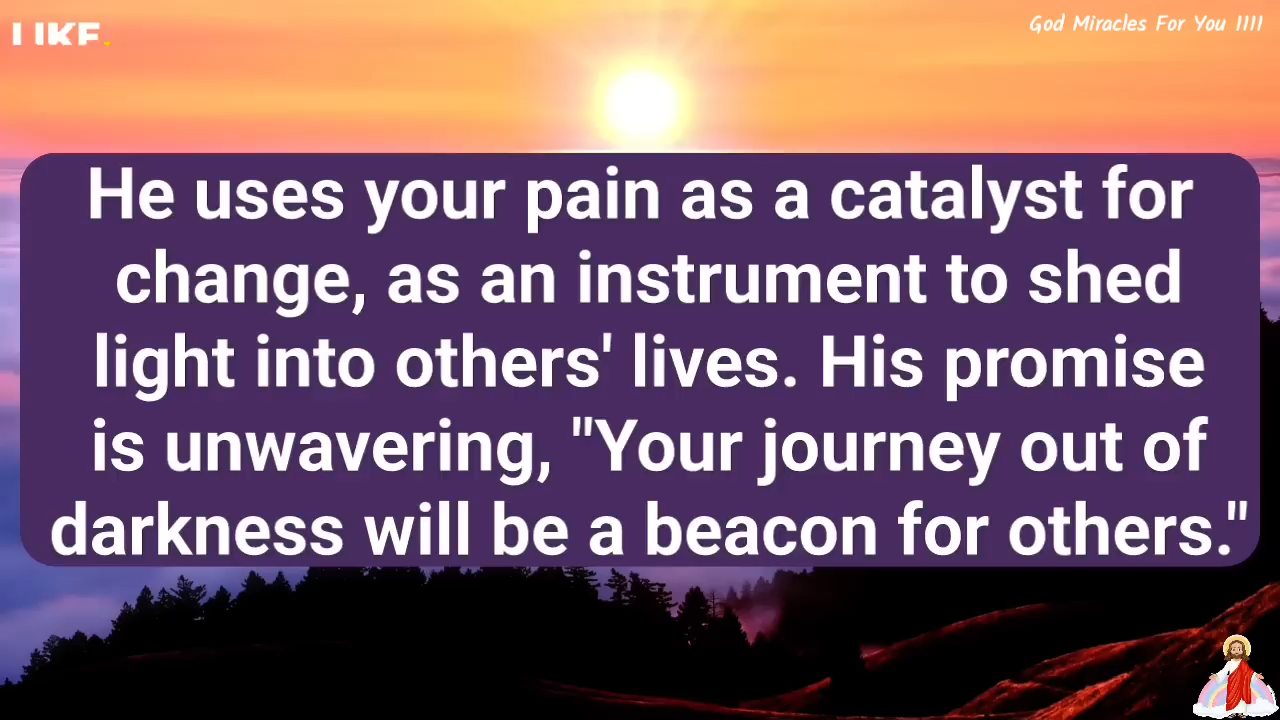 God Miracles For You 1111
He uses your pain as a catalyst for
change, as an instrument to shed
light into others' lives. His promise
is unwavering, "Your journey out of
darkness will be a beacon for others."